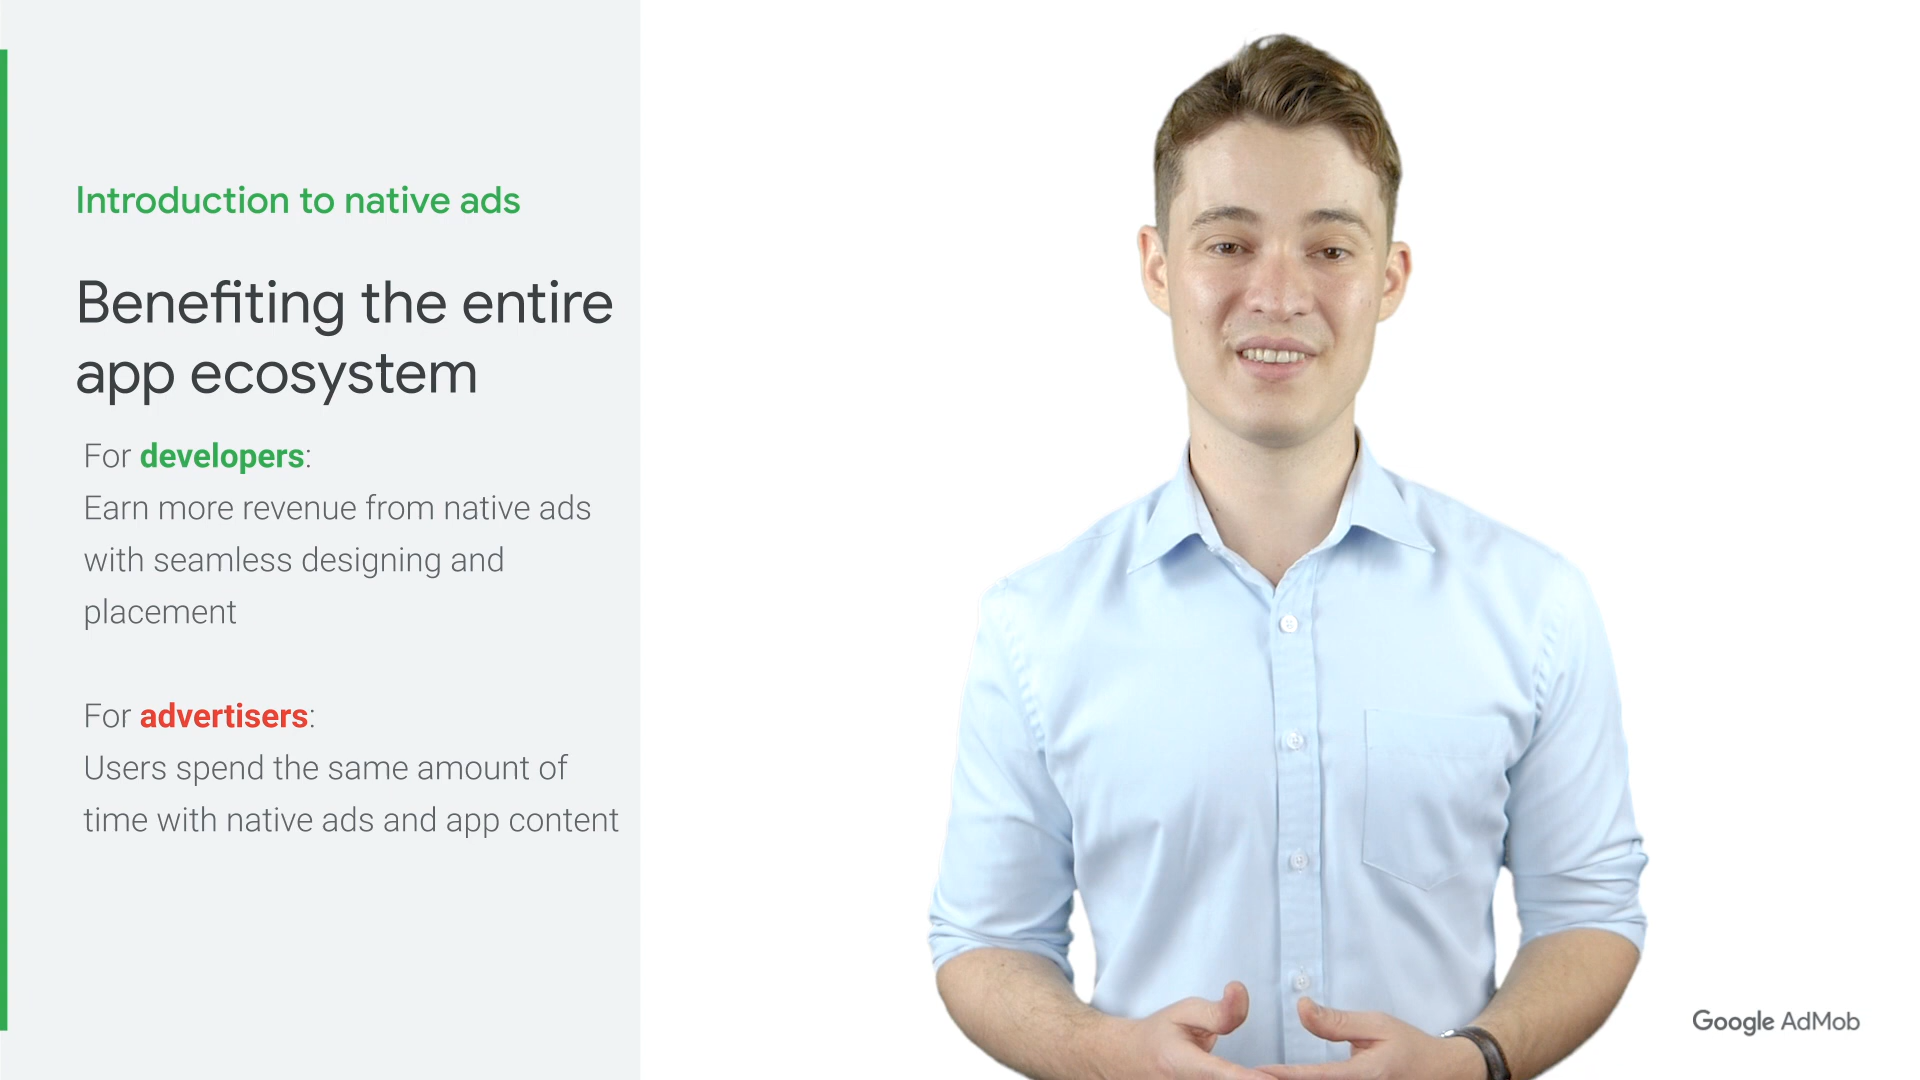 Introduction to native ads
Benefiting the entire
app ecosystem
For developers:
Earn more revenue from native ads
with seamless designing and
placement
For advertisers:
Users spend the same amount of
time with native ads and app content
Google AdMob